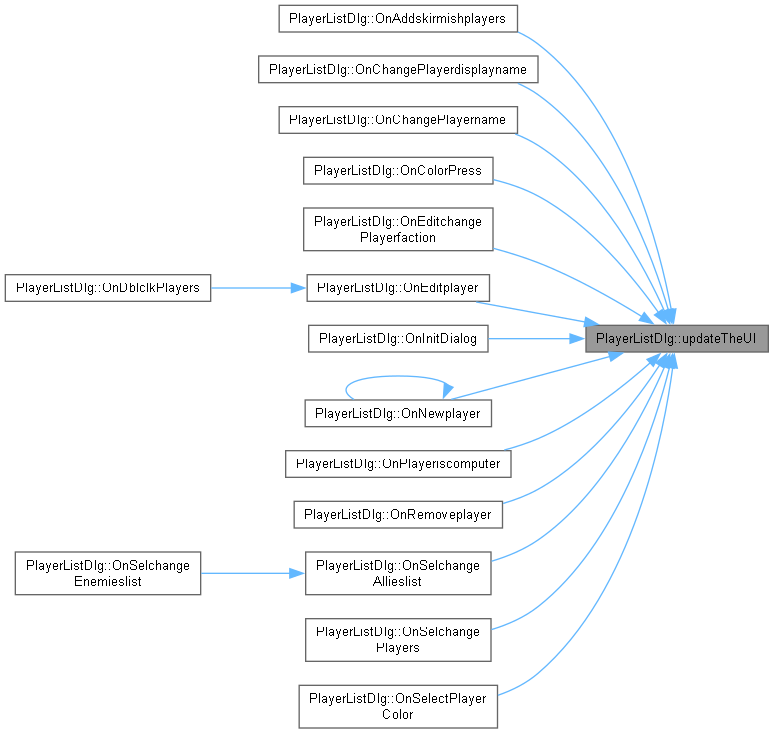 PlayerListDlg::OnAddskirmishplayers
PlayerListDlg::OnChangePlayerdisplayname
PlayerListDlg::OnChangePlayername
PlayerListDlg::OnColorPress
PlayerListDlg::OnEditchange
Playerfaction
PlayerListDlg::OnDblclkPlayers
PlayerListDlg::OnEditplayer
PlayerListDlg::OnInitDialog
PlayerListDlg::updateTheUI
PlayerListDlg::OnNewplayer
PlayerListDlg::OnPlayeriscomputer
PlayerListDlg::OnRemoveplayer
PlayerListDlg::OnSelchange
Enemieslist
PlayerListDlg::OnSelchange
Allieslist
PlayerListDlg::OnSelchange
Players
PlayerListDlg::OnSelectPlayer
Color